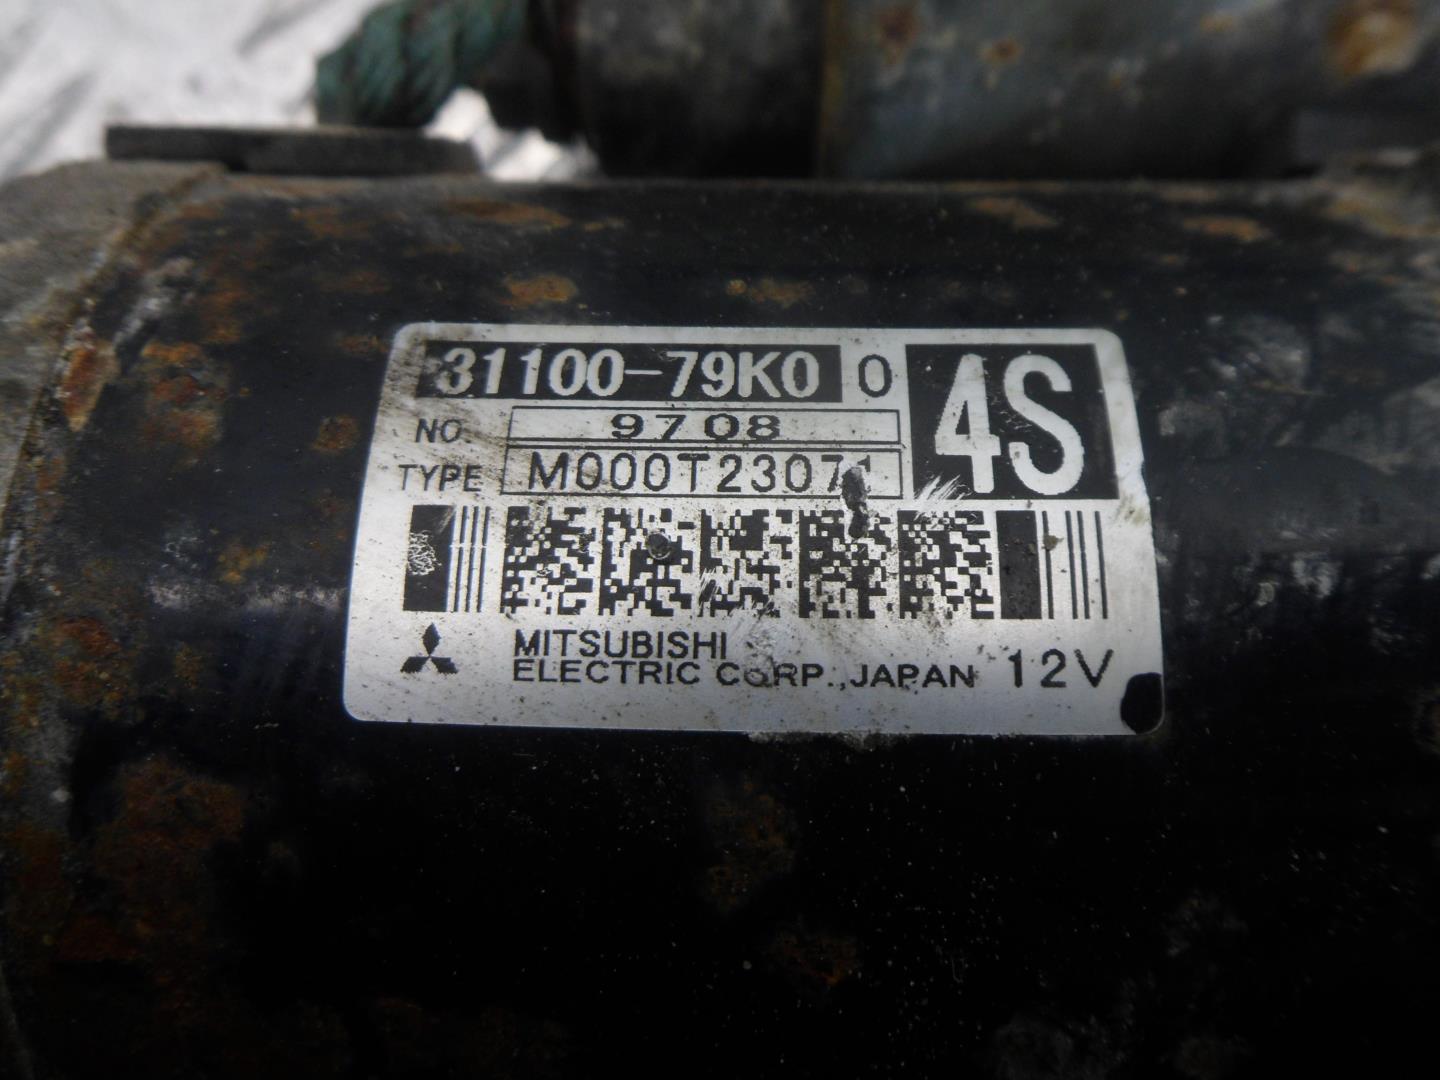 31100-79K0 0
4S
NO. 9708
TYPE M000T23071
MITSUBISHI
ELECTRIC CORP., JAPAN 12V